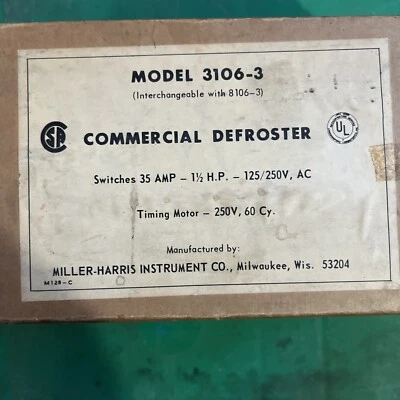 MODEL 3106-3
(Interchangeable with 8106-3)
CSA COMMERCIAL DEFROSTER UL
Switches 35 AMP - 1½ H.P. - 125/250V, AC
Timing Motor - 250V, 60 Cy.
Manufactured by:
MILLER-HARRIS INSTRUMENT CO., Milwaukee, Wis. 53204
M128-C